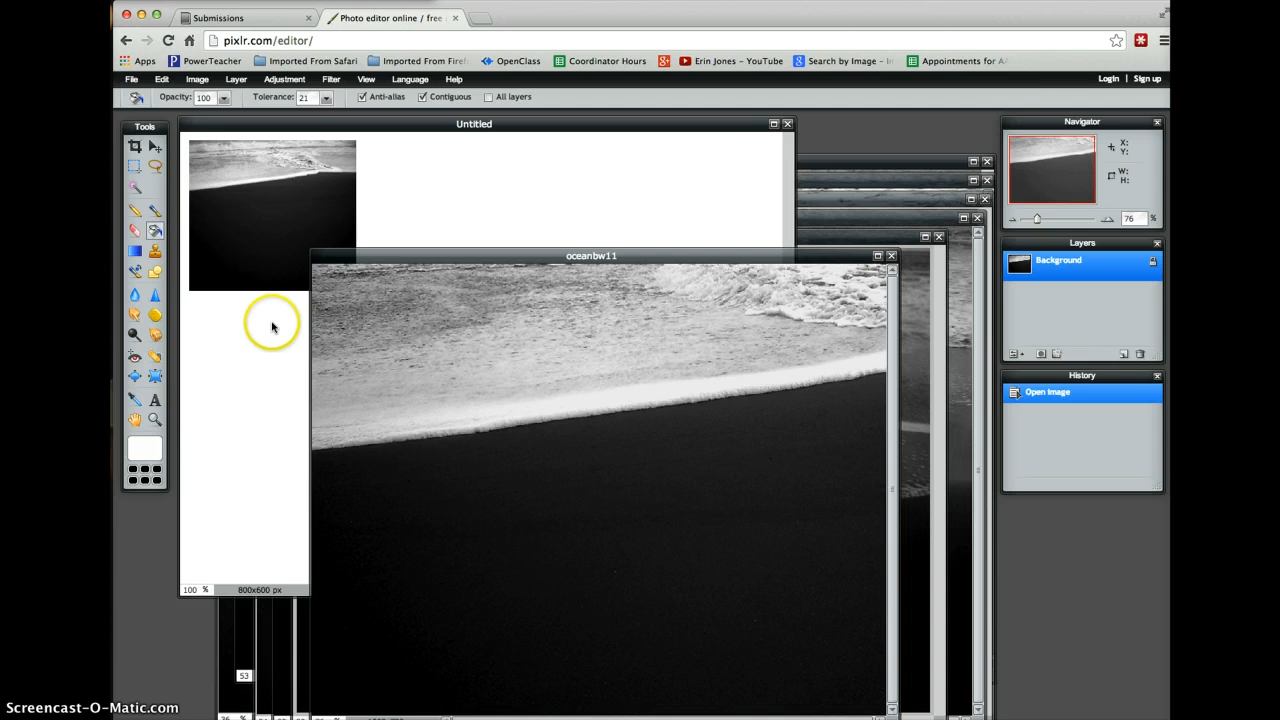 Submissions
Photo editor online / free
pixlr.com/editor/
Apps PowerTeacher Imported From Safari Imported From Fire OpenClass Coordinator Hours Erin Jones - YouTube Search by Image - In Appointments for A
File Edit Image Layer Adjustment Filter View Language Help Login Sign up
Opacity: 100 Tolerance: 21 Anti-alias Contiguous All layers
Tools
Untitled
Navigator
X:
Y:
W:
H:
76 %
oceanbw11
Layers
Background
History
Open image
100 % 800x600 px
53
Screencast-O-Matic.com